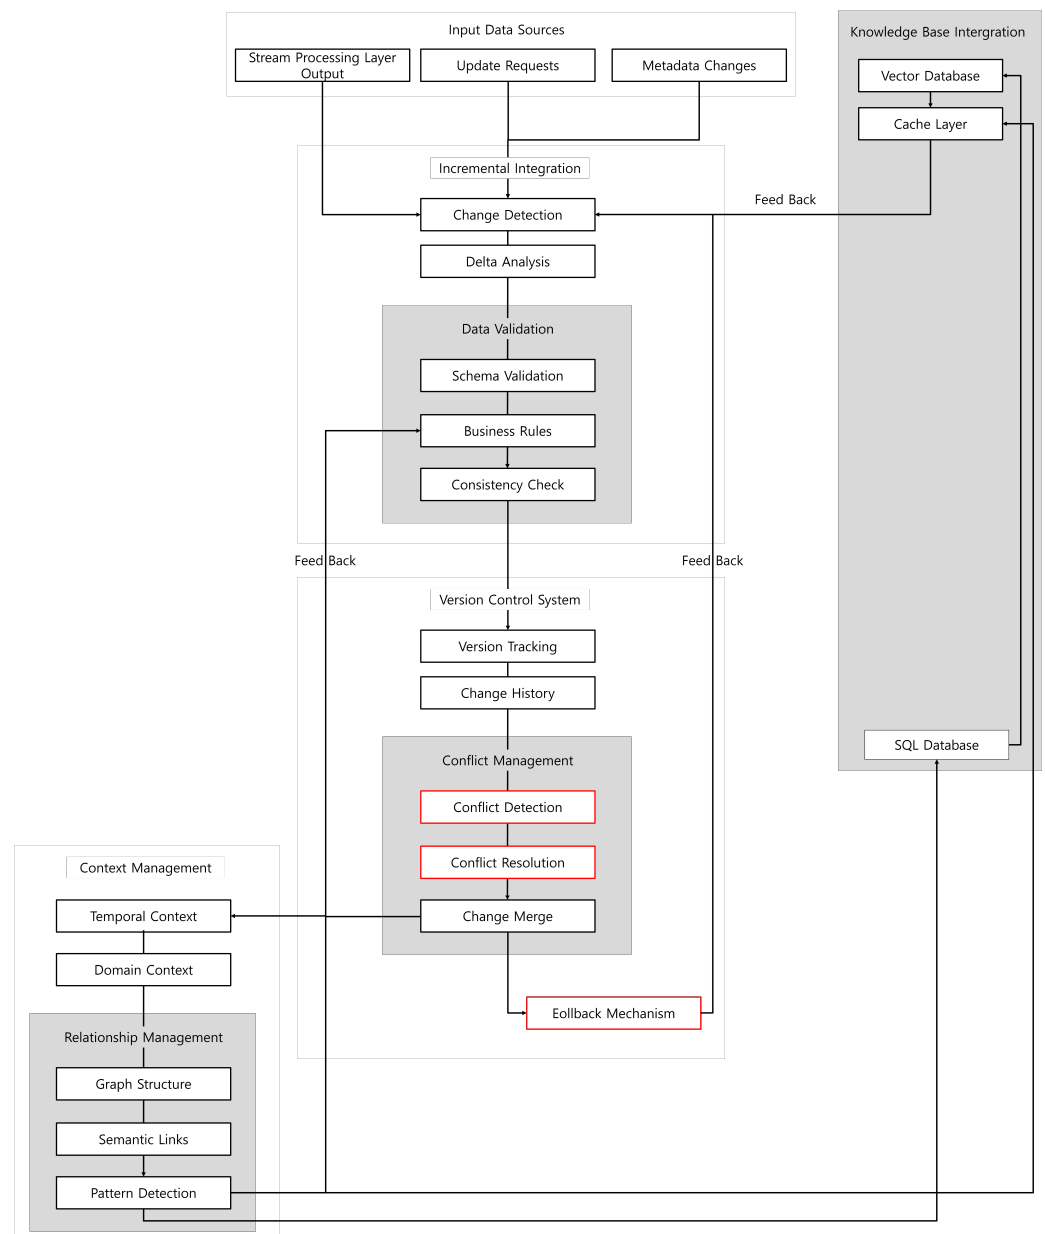 Input Data Sources
Stream Processing Layer
Output
Update Requests
Metadata Changes
Knowledge Base Intergration
Vector Database
Cache Layer
Incremental Integration
Change Detection
Feed Back
Delta Analysis
Data Validation
Schema Validation
Business Rules
Consistency Check
Feed Back
Feed Back
Version Control System
Version Tracking
Change History
SQL Database
Conflict Management
Conflict Detection
Conflict Resolution
Change Merge
Eollback Mechanism
Context Management
Temporal Context
Domain Context
Relationship Management
Graph Structure
Semantic Links
Pattern Detection